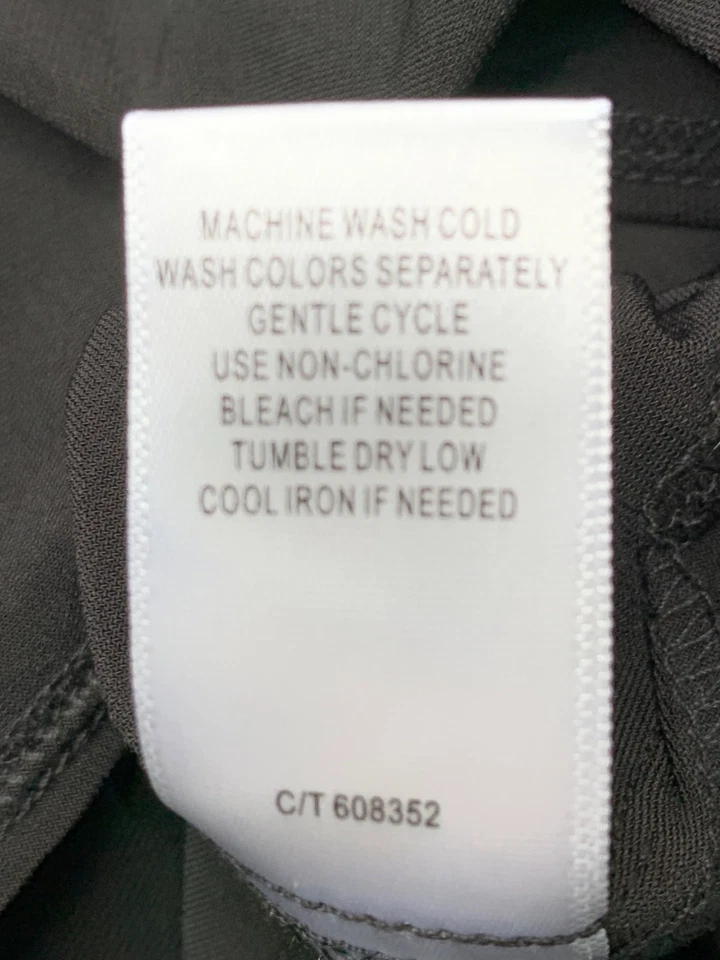 MACHINE WASH COLD
WASH COLORS SEPARATELY
GENTLE CYCLE
USE NON-CHLORINE
BLEACH IF NEEDED
TUMBLE DRY LOW
COOL IRON IF NEEDED
C/T 608352